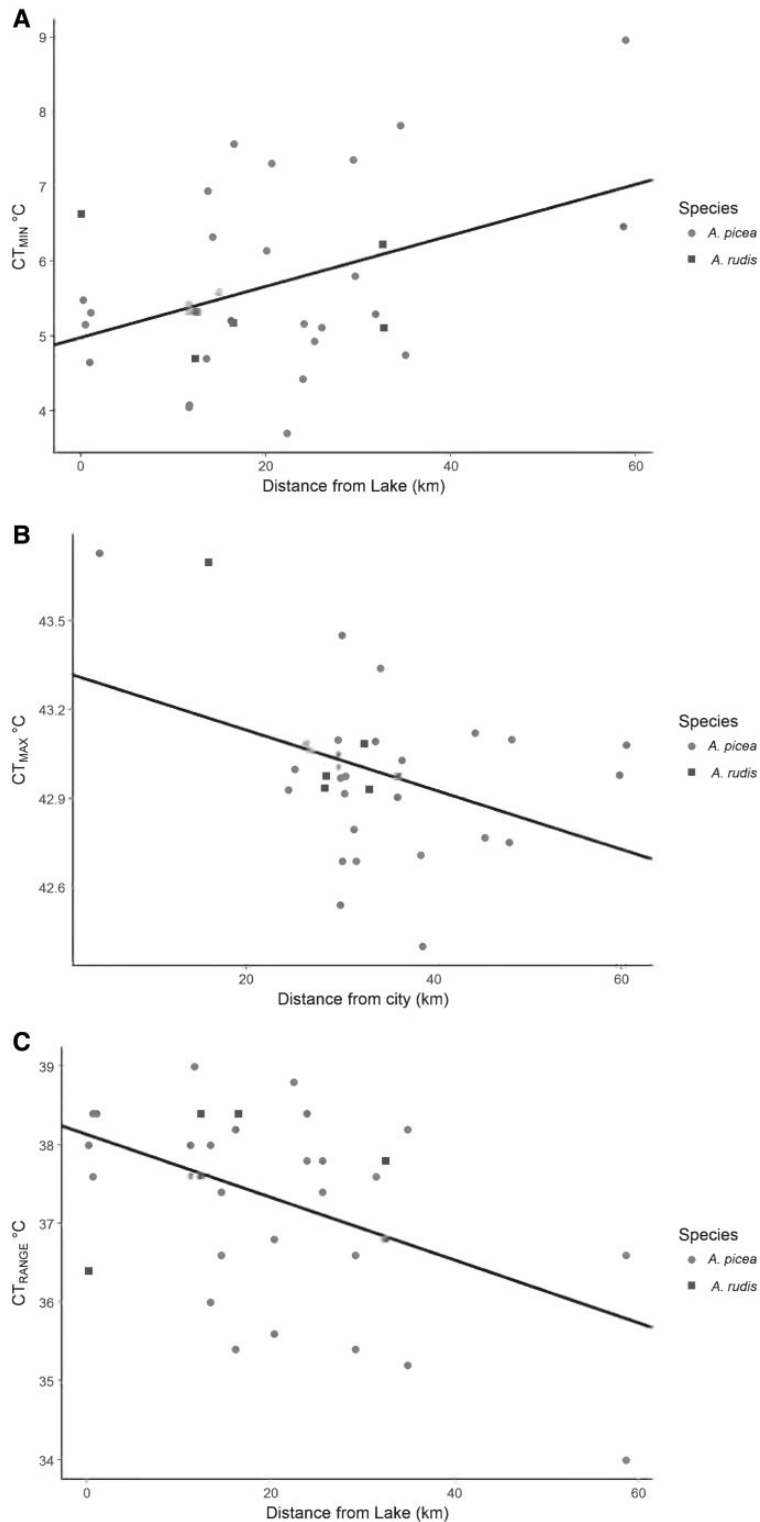 A
9
8
7
6
5
4
CTMIN °C
0
20
40
60
Distance from Lake (km)
Species
A. picea
A. rudis
B
43.5
43.2
42.9
42.6
CTMAX °C
20
40
60
Distance from city (km)
Species
A. picea
A. rudis
C
39
38
37
36
35
34
CTRANGE °C
0
20
40
60
Distance from Lake (km)
Species
A. picea
A. rudis